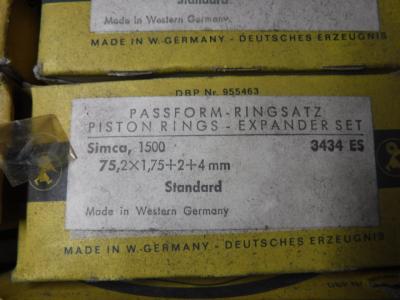 Standard
Made in Western Germany
MADE IN W. GERMANY - DEUTSCHES ERZEUGNIS
DBP Nr. 955463
PASSFORM-RINGSATZ
PISTON RINGS - EXPANDER SET
Simca, 1500 3434 ES
75,2×1,75+2+4 mm
Standard
Made in Western Germany
MADE IN W. GERMANY - DEUTSCHES ERZEUGNIS
DBP Nr